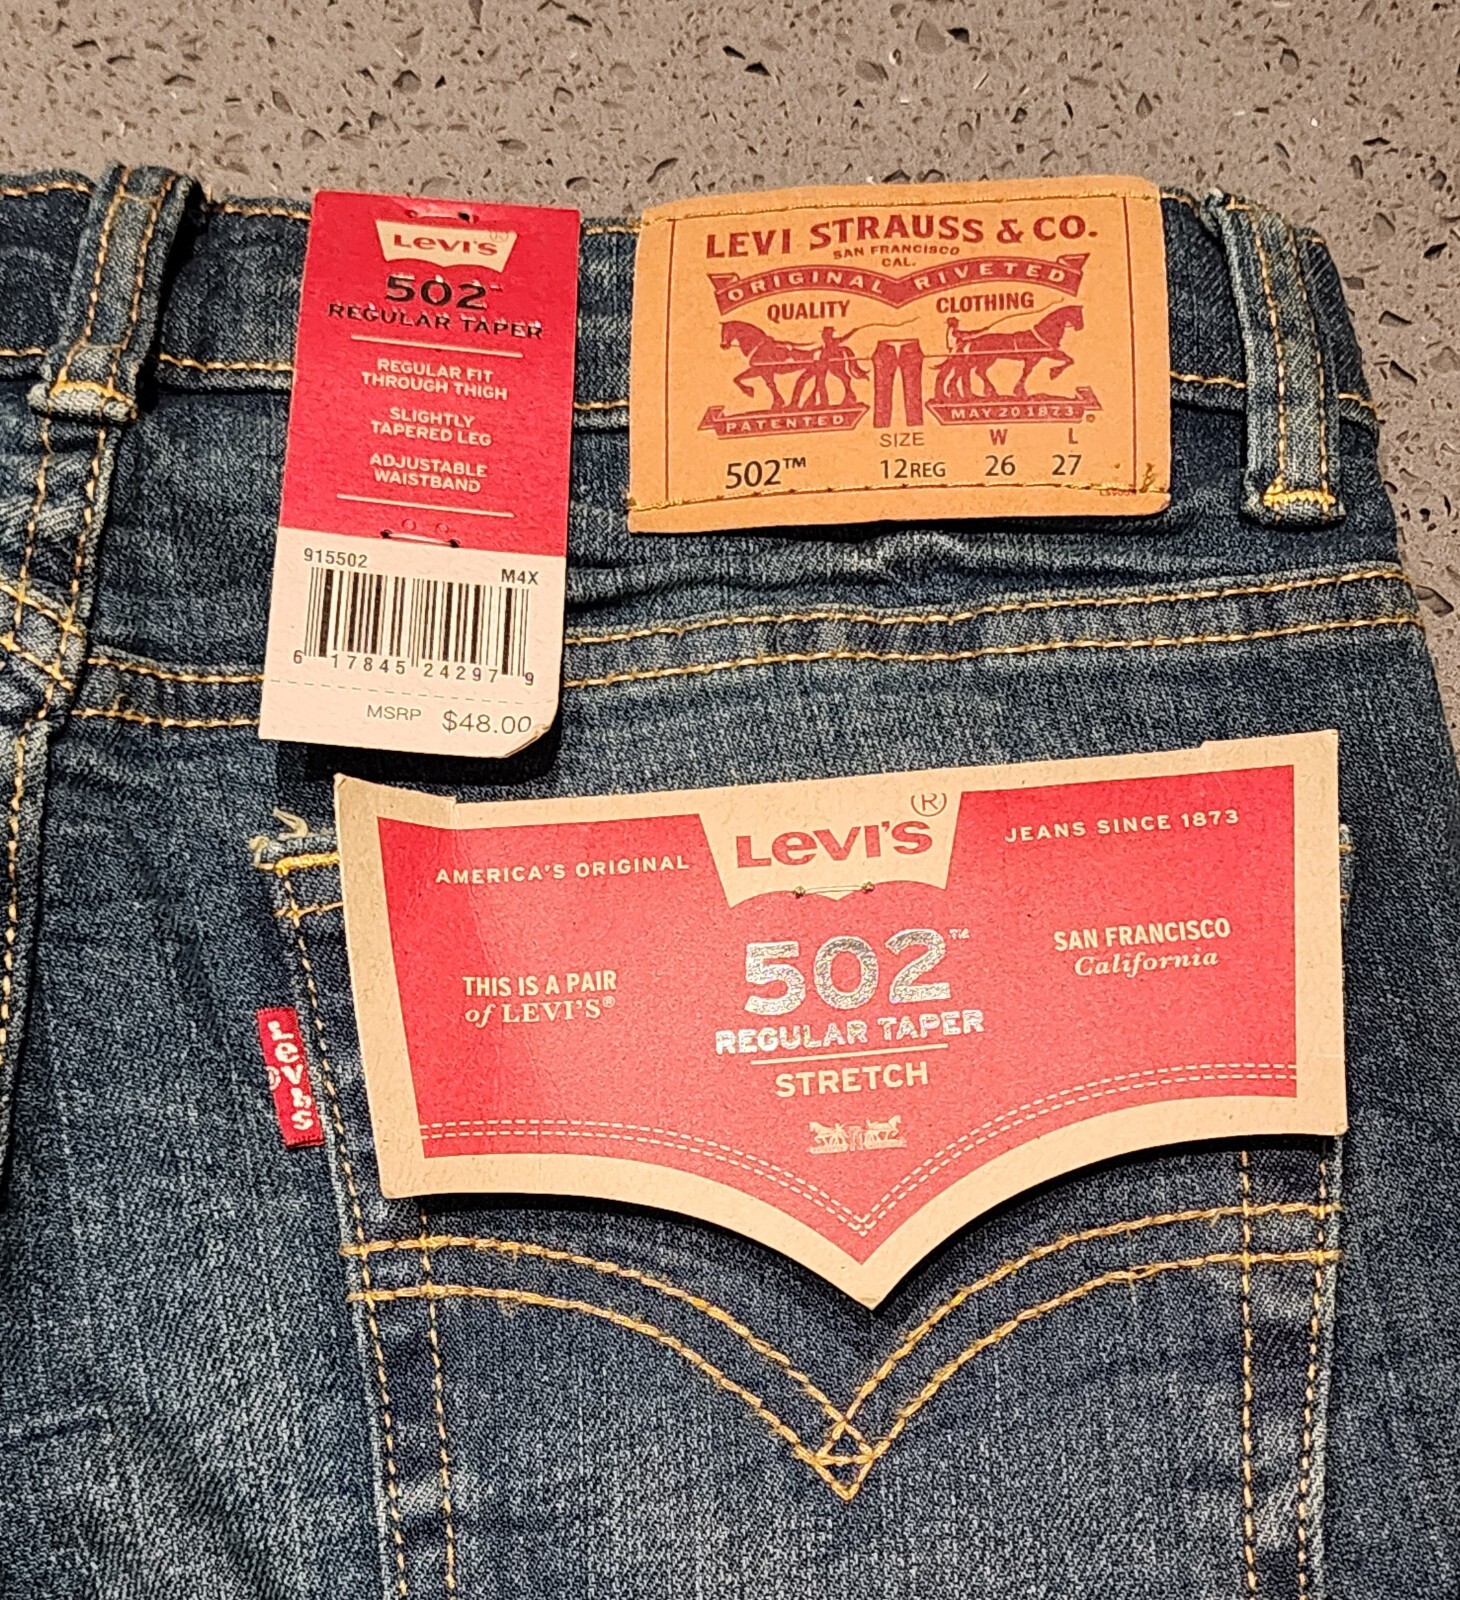 LEVI'S®
502™
REGULAR TAPER
REGULAR FIT
THROUGH THIGH
SLIGHTLY
TAPERED LEG
ADJUSTABLE
WAISTBAND
915502
M4X
6 17845 24297 9
MSRP $48.00
LEVI STRAUSS & CO.
SAN FRANCISCO
CAL.
ORIGINAL RIVETED
QUALITY CLOTHING
PATENTED MAY 20 1873 ®
SIZE W L
502™ 12REG 26 27
LEVI'S®
AMERICA'S ORIGINAL
JEANS SINCE 1873
THIS IS A PAIR
of LEVI'S®
502™
REGULAR TAPER
STRETCH
SAN FRANCISCO
California
LEVI'S®